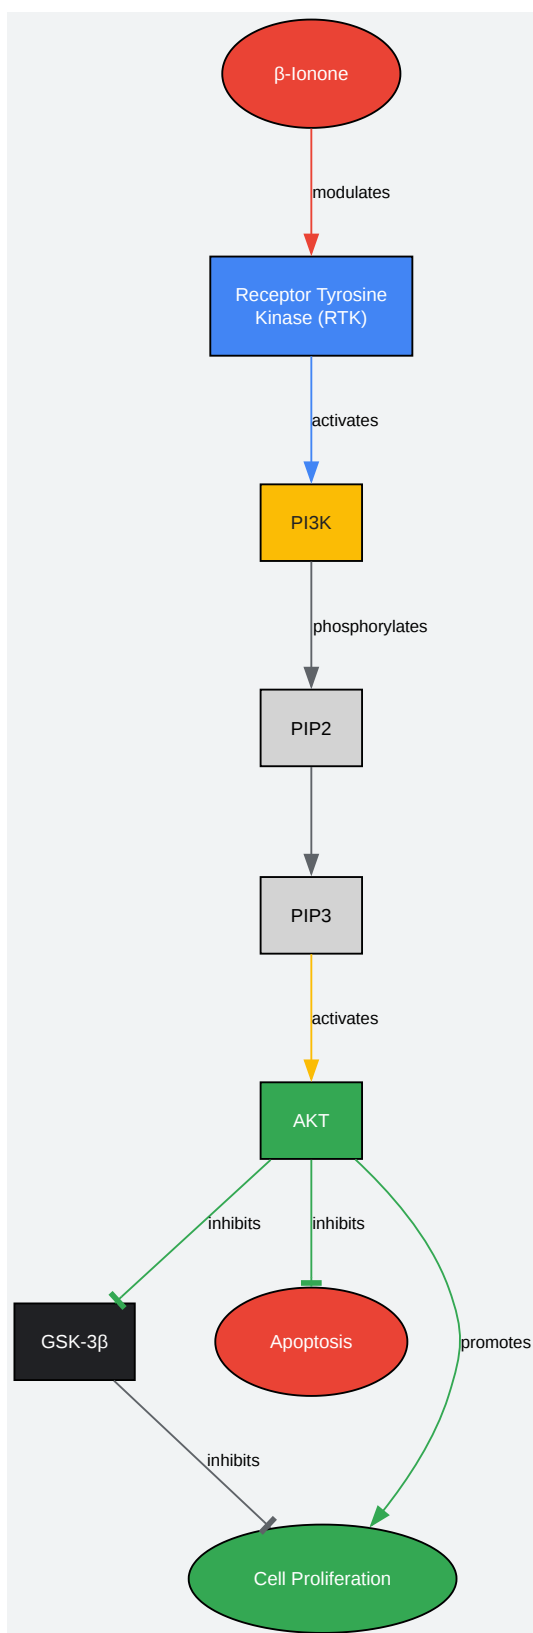 β-Ionone
modulates
Receptor Tyrosine
Kinase (RTK)
activates
PI3K
phosphorylates
PIP2
PIP3
activates
AKT
inhibits
inhibits
GSK-3β
Apoptosis
promotes
inhibits
Cell Proliferation